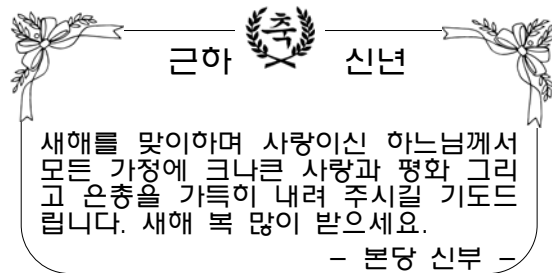 축
근하 신년
새해를 맞이하며 사랑이신 하느님께서
모든 가정에 크나큰 사랑과 평화 그리
고 은총을 가득히 내려 주시길 기도드
립니다. 새해 복 많이 받으세요.
– 본당 신부 –